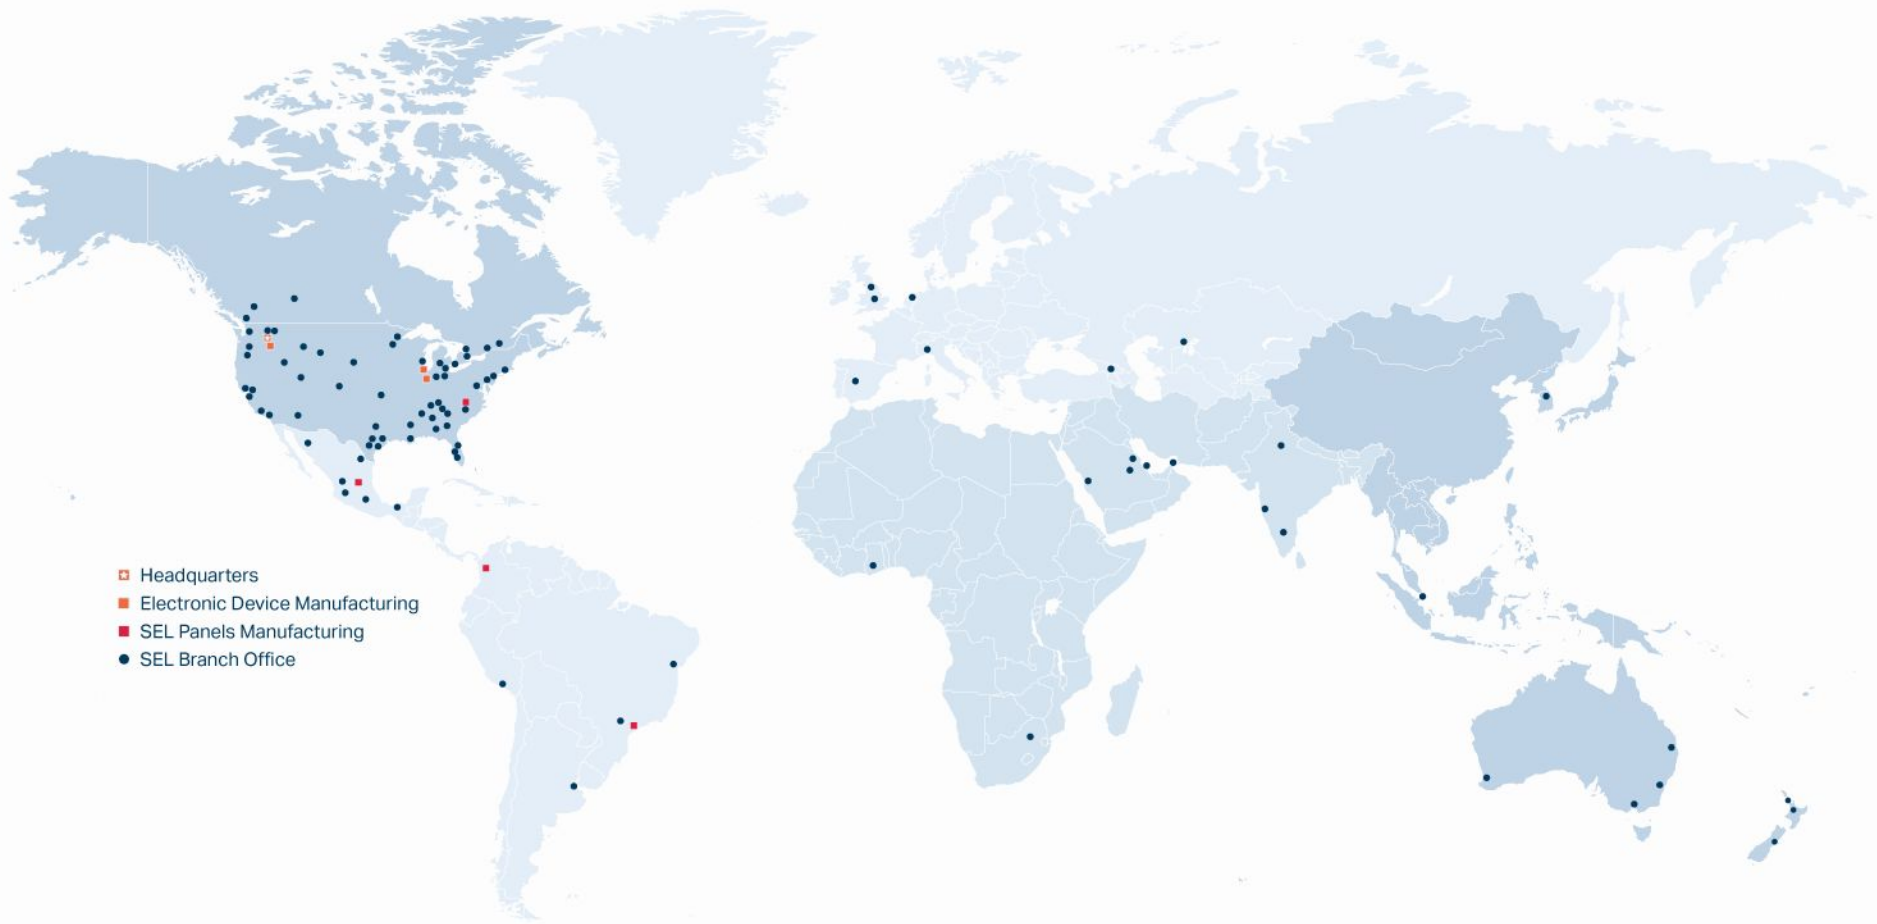 Headquarters
Electronic Device Manufacturing
SEL Panels Manufacturing
SEL Branch Office